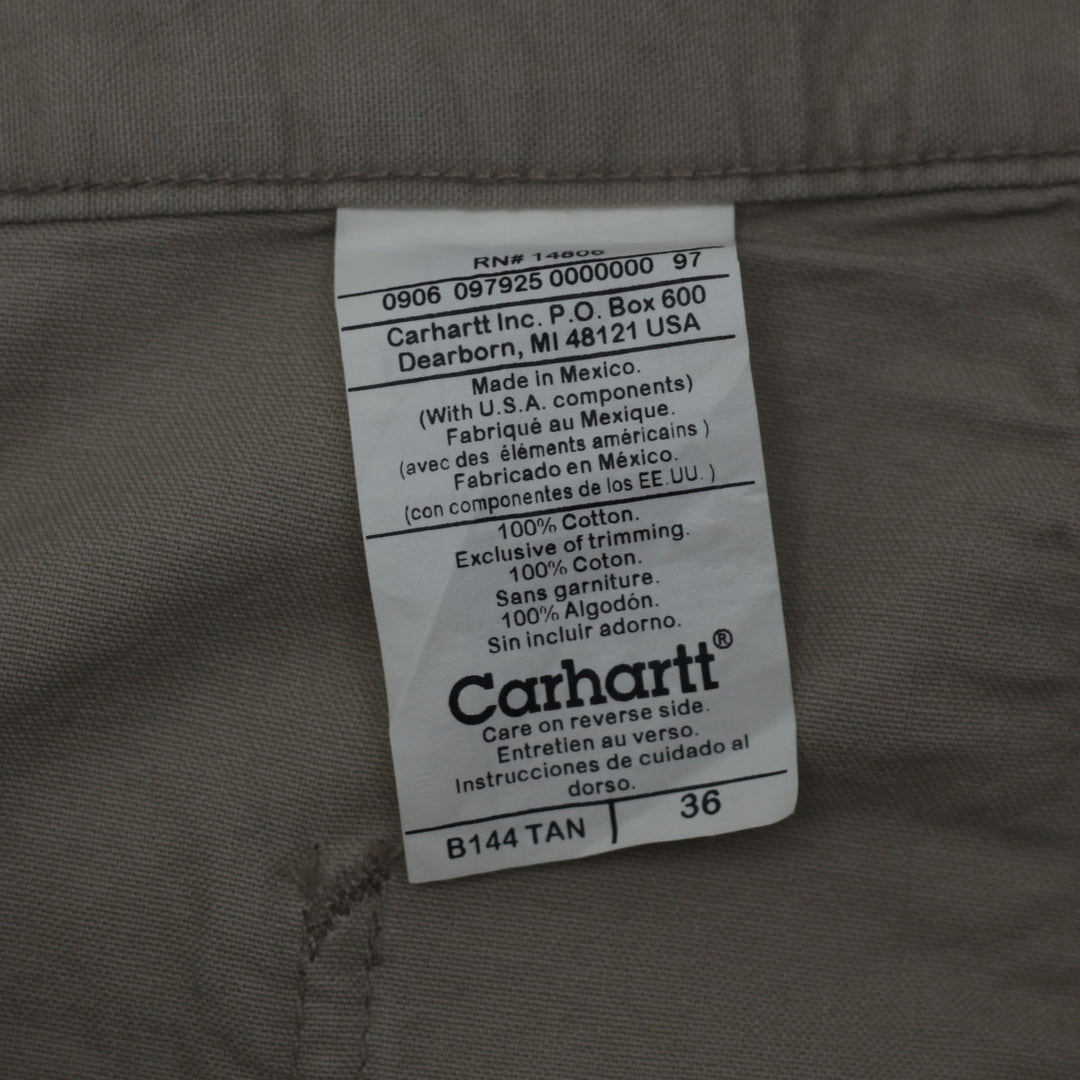 RN# 14806
0906 097925 0000000 97
Carhartt Inc. P.O. Box 600
Dearborn, MI 48121 USA
Made in Mexico.
(With U.S.A. components)
Fabriqué au Mexique.
(avec des éléments américains )
Fabricado en México.
(con componentes de los EE.UU. )
100% Cotton.
Exclusive of trimming.
100% Coton.
Sans garniture.
100% Algodón.
Sin incluir adorno.
Carhartt®
Care on reverse side.
Entretien au verso.
Instrucciones de cuidado al
dorso.
B144 TAN 36